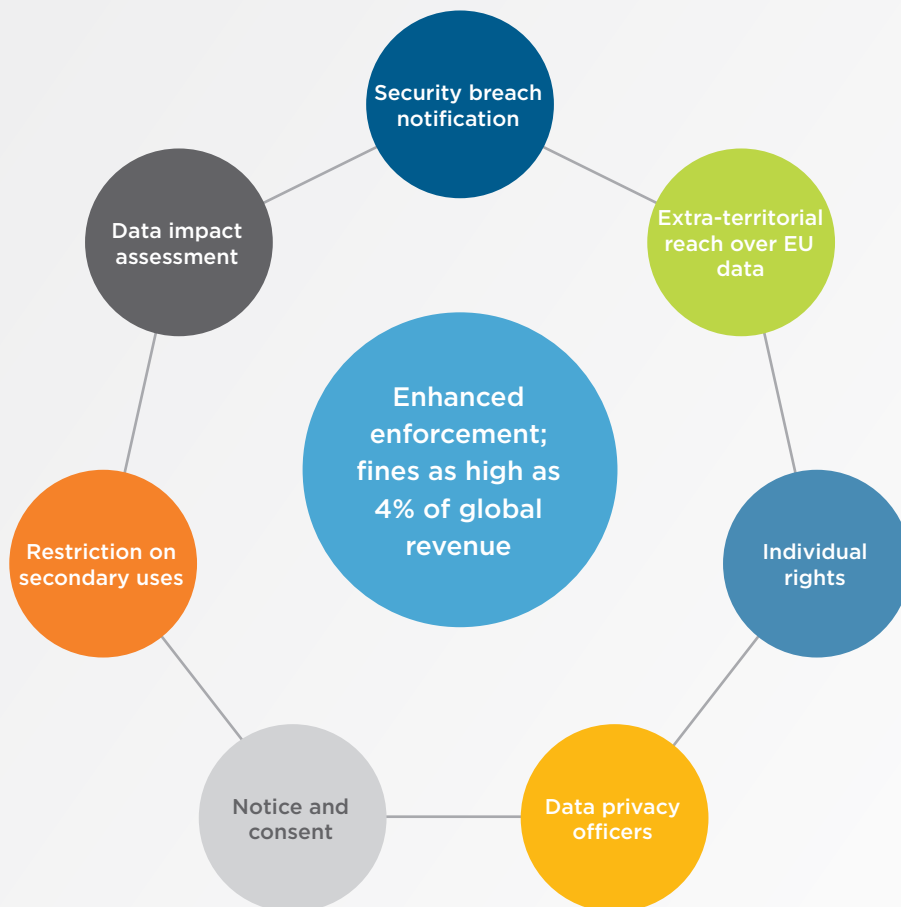 Security breach
notification
Extra-territorial
reach over EU
data
Individual
rights
Data privacy
officers
Notice and
consent
Restriction on
secondary uses
Data impact
assessment
Enhanced
enforcement;
fines as high as
4% of global
revenue